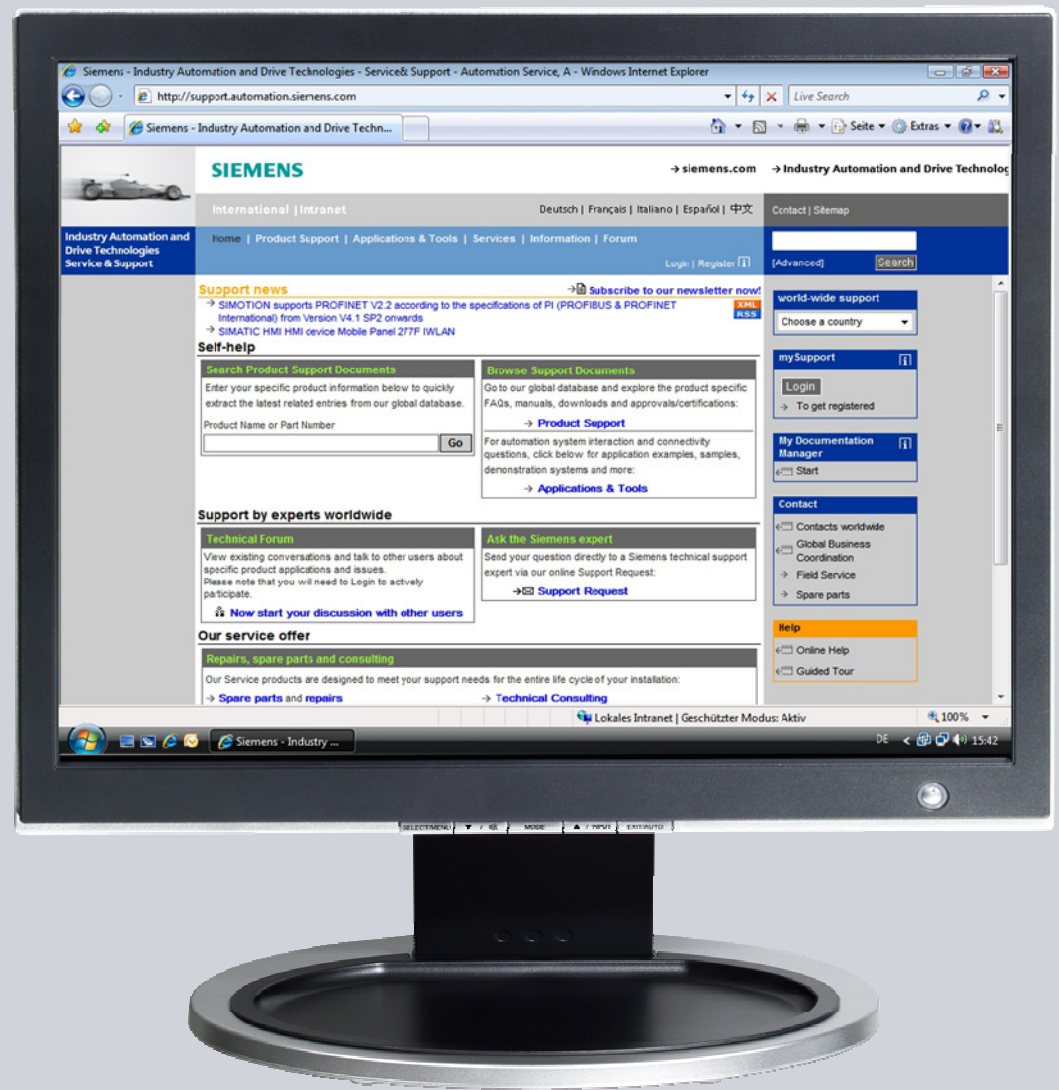 Siemens - Industry Automation and Drive Technologies - Service& Support - Automation Service, A - Windows Internet Explorer
http://support.automation.siemens.com
Live Search
Siemens - Industry Automation and Drive Techn...
Seite
Extras
SIEMENS
→ siemens.com
→ Industry Automation and Drive Technolog
International | Intranet
Deutsch | Français | Italiano | Español | 中文
Contact | Sitemap
Industry Automation and
Drive Technologies
Service & Support
Home | Product Support | Applications & Tools | Services | Information | Forum
Login | Register
[Advanced]
Search
Support news
→ Subscribe to our newsletter now!
→ SIMOTION supports PROFINET V2.2 according to the specifications of PI (PROFIBUS & PROFINET
International) from Version V4.1 SP2 onwards
XML
RSS
→ SIMATIC HMI HMI device Mobile Panel 277F IWLAN
Self-help
Search Product Support Documents
Enter your specific product information below to quickly
extract the latest related entries from our global database.
Product Name or Part Number
Go
Browse Support Documents
Go to our global database and explore the product specific
FAQs, manuals, downloads and approvals/certifications:
→ Product Support
For automation system interaction and connectivity
questions, click below for application examples, samples,
demonstration systems and more:
→ Applications & Tools
Support by experts worldwide
Technical Forum
View existing conversations and talk to other users about
specific product applications and issues.
Please note that you will need to Login to actively
participate.
Now start your discussion with other users
Ask the Siemens expert
Send your question directly to a Siemens technical support
expert via our online Support Request:
→ Support Request
Our service offer
Repairs, spare parts and consulting
Our Service products are designed to meet your support needs for the entire life cycle of your installation:
→ Spare parts and repairs
→ Technical Consulting
world-wide support
Choose a country
mySupport
Login
→ To get registered
My Documentation
Manager
Start
Contact
Contacts worldwide
Global Business
Coordination
→ Field Service
→ Spare parts
Help
Online Help
Guided Tour
Lokales Intranet | Geschützter Modus: Aktiv
100%
Siemens - Industry ...
DE
15:42
SELECT/MENU
MODE
▲ / INPUT
EXIT/AUTO